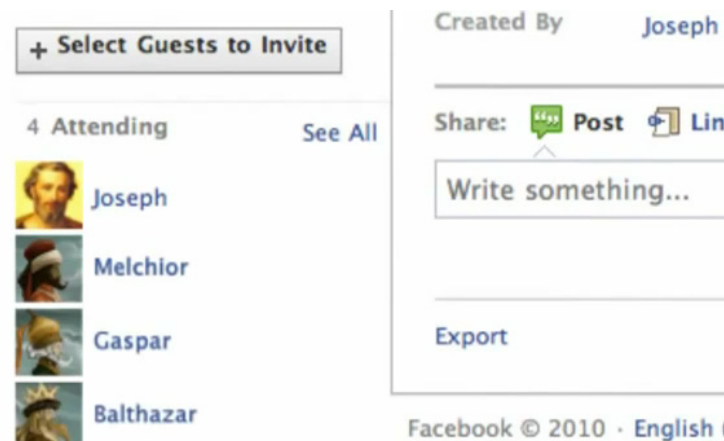 + Select Guests to Invite
4 Attending
See All
Joseph
Melchior
Gaspar
Balthazar
Created By Joseph
Share: Post Lin
Write something...
Export
Facebook © 2010 · English